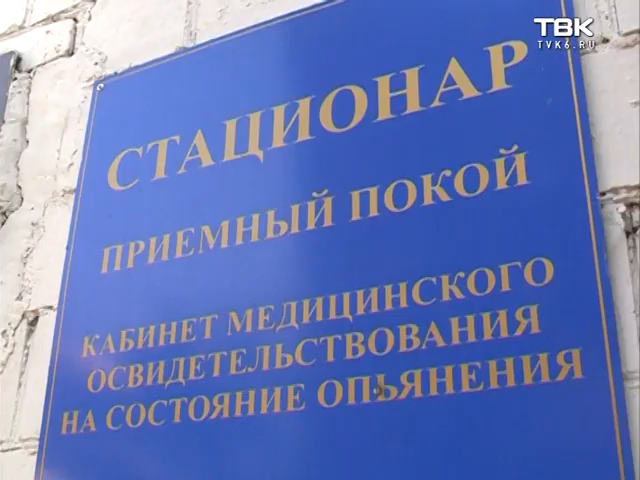 ТВК
TVK6.RU
СТАЦИОНАР
ПРИЕМНЫЙ ПОКОЙ
КАБИНЕТ МЕДИЦИНСКОГО
ОСВИДЕТЕЛЬСТВОВАНИЯ
НА СОСТОЯНИЕ ОПЬЯНЕНИЯ